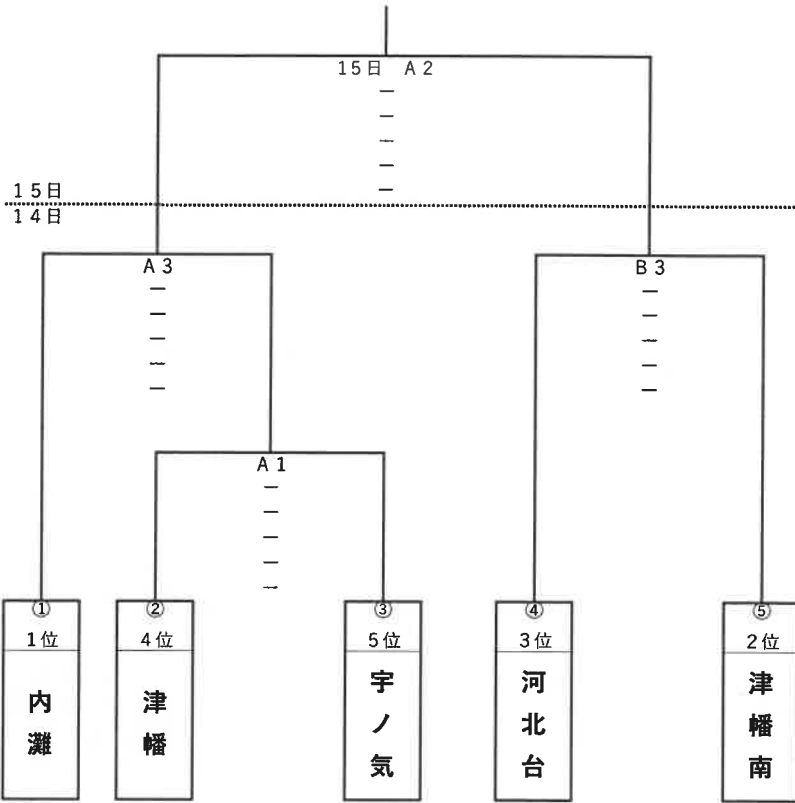 15日 A2
15日
14日
A3
B3
A1
① ② ③ ④ ⑤
1位 4位 5位 3位 2位
内灘
津幡
宇ノ気
河北台
津幡南